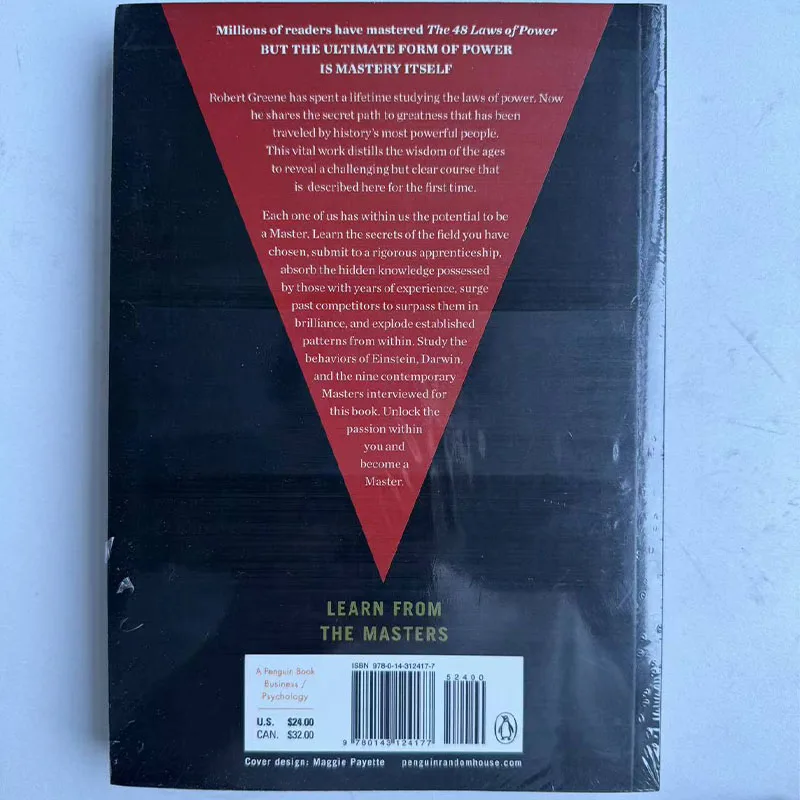 Millions of readers have mastered The 48 Laws of Power
BUT THE ULTIMATE FORM OF POWER
IS MASTERY ITSELF
Robert Greene has spent a lifetime studying the laws of power. Now
he shares the secret path to greatness that has been
traveled by history's most powerful people.
This vital work distills the wisdom of the ages
to reveal a challenging but clear course that
is described here for the first time.
Each one of us has within us the potential to be
a Master. Learn the secrets of the field you have
chosen, submit to a rigorous apprenticeship,
absorb the hidden knowledge possessed
by those with years of experience, surge
past competitors to surpass them in
brilliance, and explode established
patterns from within. Study the
behaviors of Einstein, Darwin,
and the nine contemporary
Masters interviewed for
this book. Unlock the
passion within
you and
become a
Master.
LEARN FROM
THE MASTERS
A Penguin Book
Business /
Psychology
U.S. $24.00
CAN. $32.00
ISBN 978-0-14-312417-7
52400
9 780143 124177
Cover design: Maggie Payette
penguinrandomhouse.com